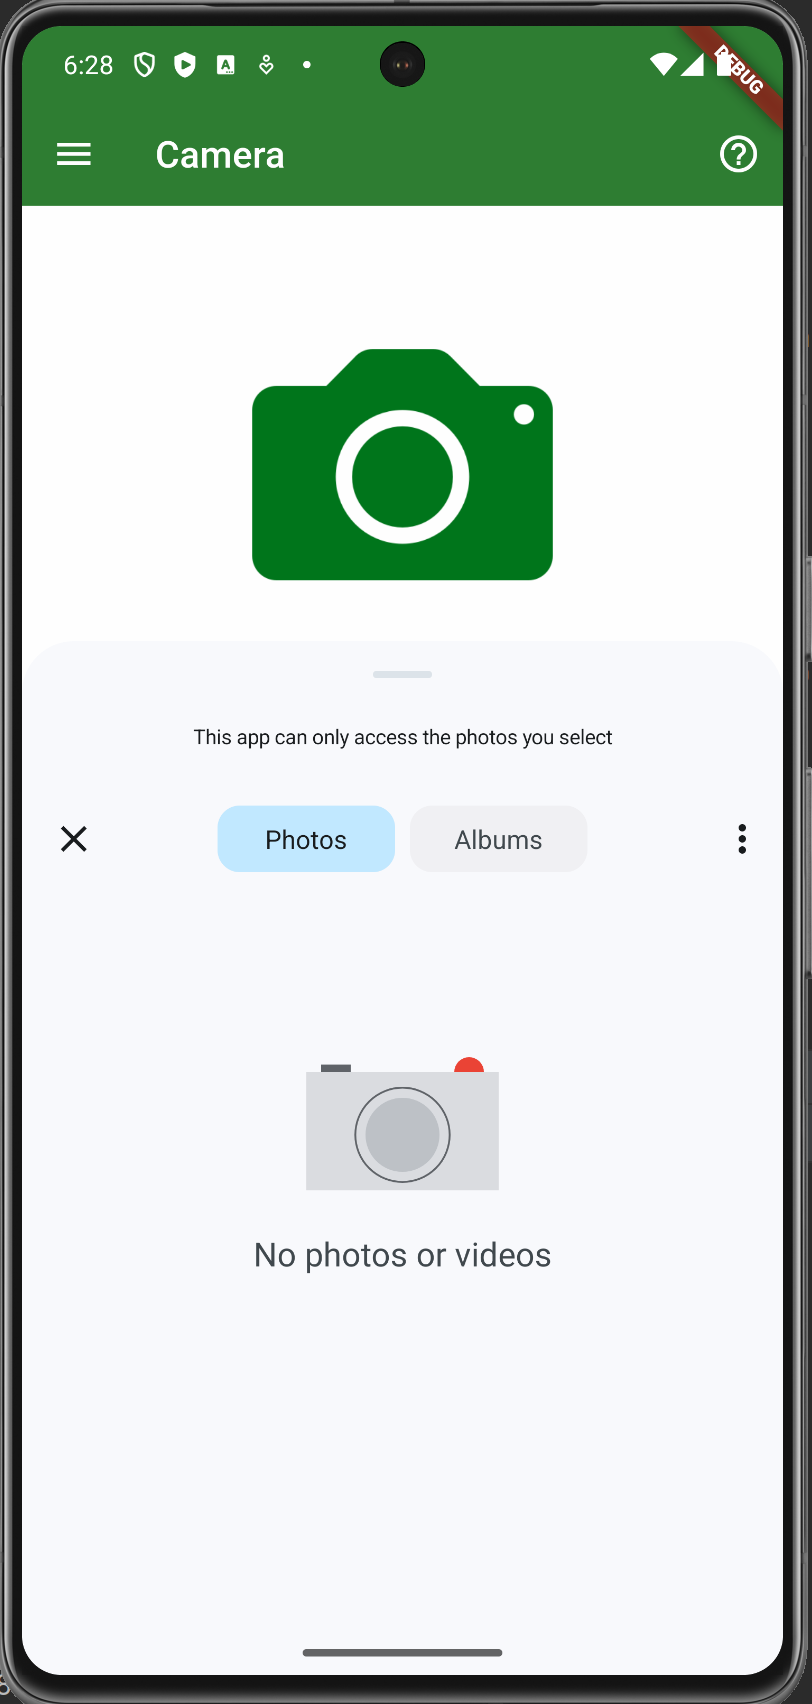 6:28
DEBUG
Camera
This app can only access the photos you select
Photos
Albums
No photos or videos